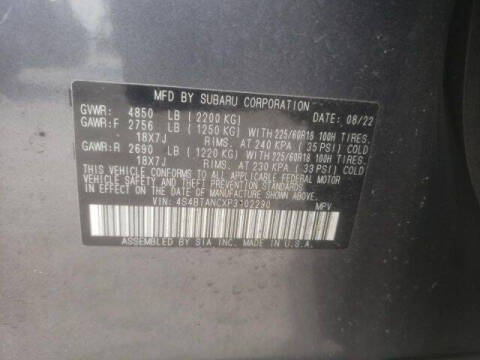 MFD BY SUBARU CORPORATION
GVWR: 4850 LB (2200 KG) DATE: 08/22
GAWR:F 2756 LB (1250 KG) WITH 225/60R18 100H TIRES.
18X7J RIMS. AT 240 KPA (35 PSI) COLD
GAWR:R 2690 LB (1220 KG) WITH 225/60R18 100H TIRES.
18X7J RIMS. AT 230 KPA (33 PSI) COLD
THIS VEHICLE CONFORMS TO ALL APPLICABLE FEDERAL MOTOR
VEHICLE SAFETY, BUMPER, AND THEFT PREVENTION STANDARDS
IN EFFECT ON THE DATE OF MANUFACTURE SHOWN ABOVE.
VIN: 4S4BTANCXP3102290 MPV
ASSEMBLED BY SIA INC. MADE IN U.S.A.